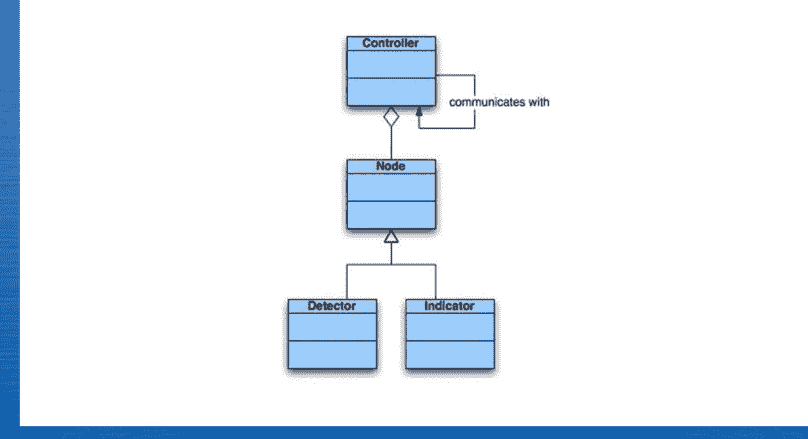 Controller
communicates with
Node
Detector
Indicator